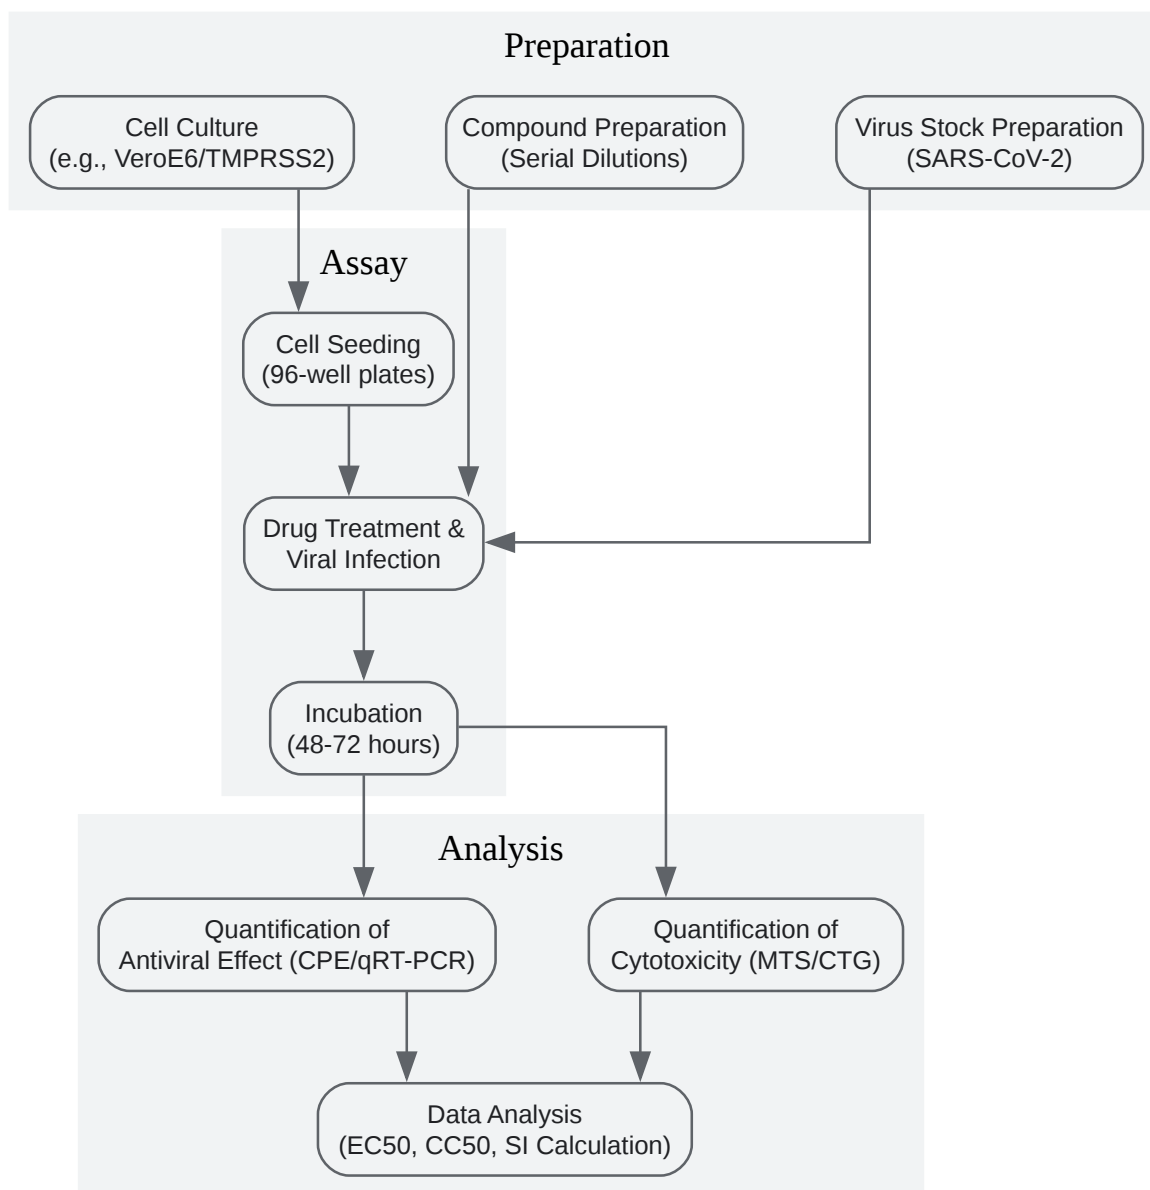 Preparation
Cell Culture
(e.g., VeroE6/TMPRSS2)
Compound Preparation
(Serial Dilutions)
Virus Stock Preparation
(SARS-CoV-2)
Assay
Cell Seeding
(96-well plates)
Drug Treatment &
Viral Infection
Incubation
(48-72 hours)
Analysis
Quantification of
Antiviral Effect (CPE/qRT-PCR)
Quantification of
Cytotoxicity (MTS/CTG)
Data Analysis
(EC50, CC50, SI Calculation)